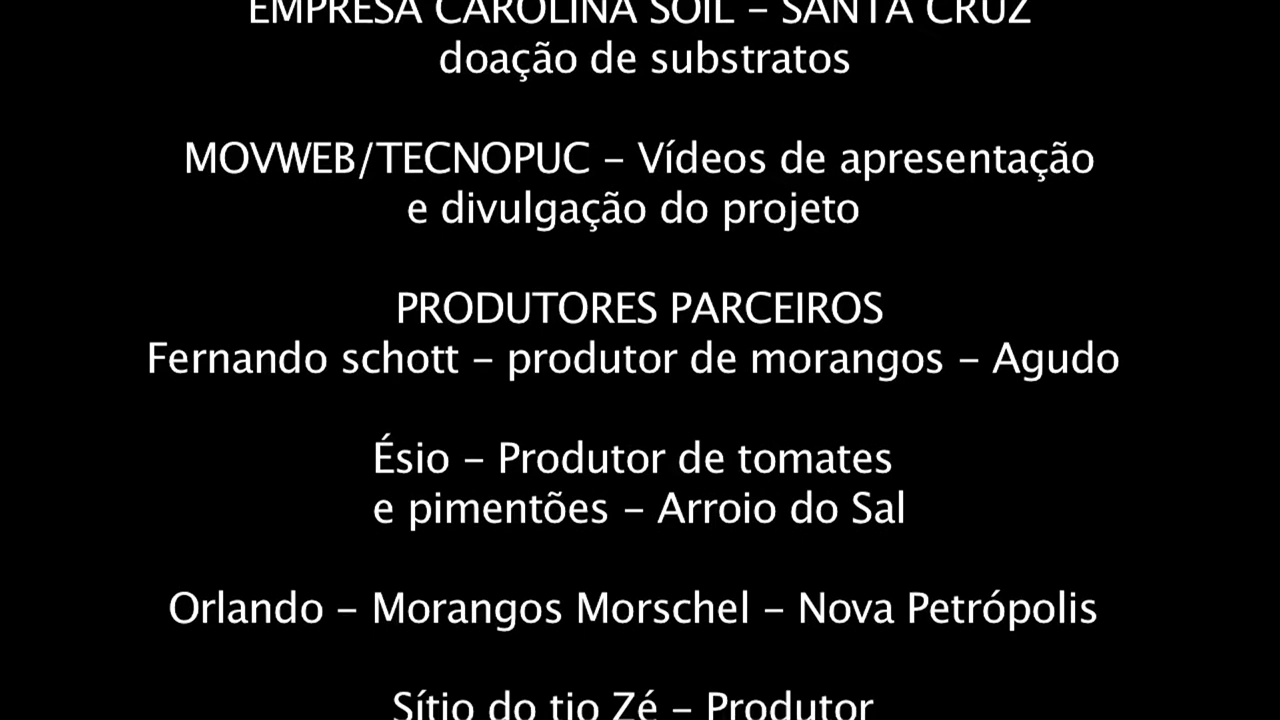 EMPRESA CAROLINA SOIL – SANTA CRUZ
doação de substratos
MOVWEB/TECNOPUC – Vídeos de apresentação
e divulgação do projeto
PRODUTORES PARCEIROS
Fernando schott – produtor de morangos – Agudo
Ésio – Produtor de tomates
e pimentões – Arroio do Sal
Orlando – Morangos Morschel – Nova Petrópolis
Sítio do tio Zé – Produtor